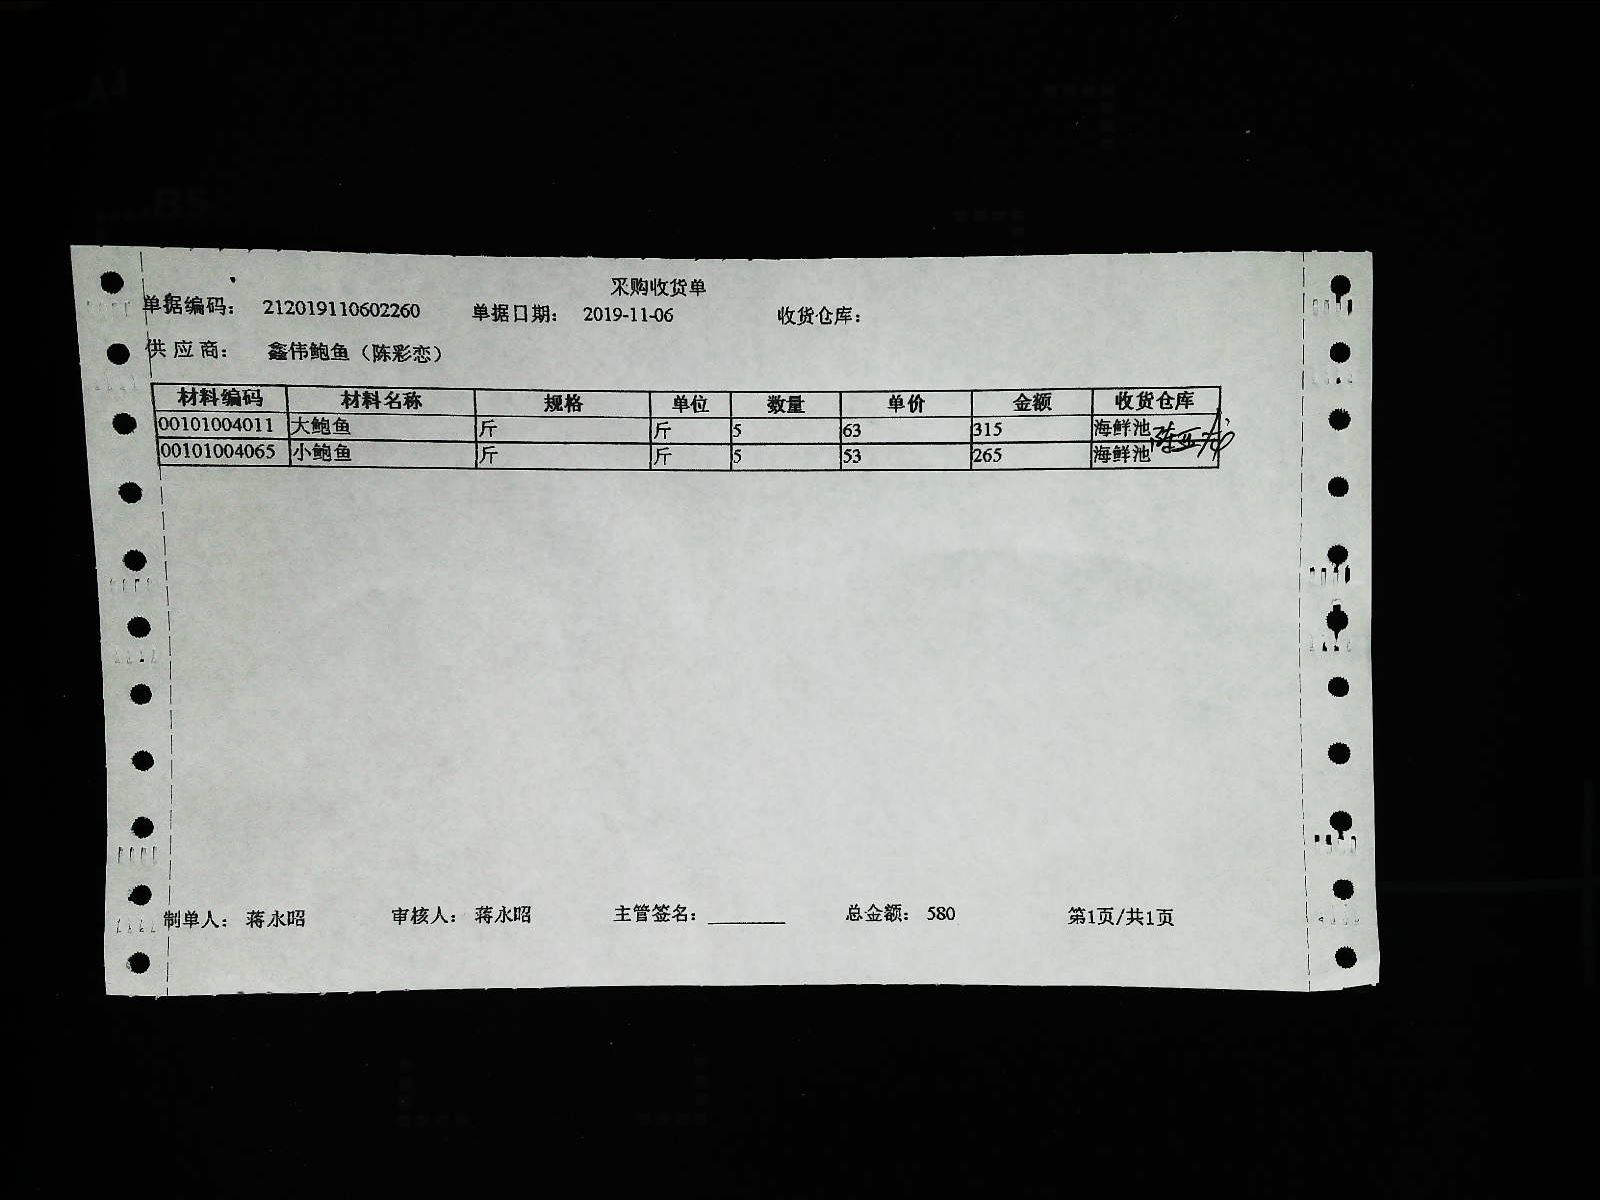 采购收货单
单据编码： 212019110602260 单据日期： 2019-11-06 收货仓库：
供应商： 鑫伟鲍鱼（陈彩恋）
材料编码 材料名称 规格 单位 数量 单价 金额 收货仓库
00101004011 大鲍鱼 斤 斤 5 63 315 海鲜池
00101004065 小鲍鱼 斤 斤 5 53 265 海鲜池
制单人： 蒋永昭 审核人： 蒋永昭 主管签名： 总金额： 580 第1页/共1页